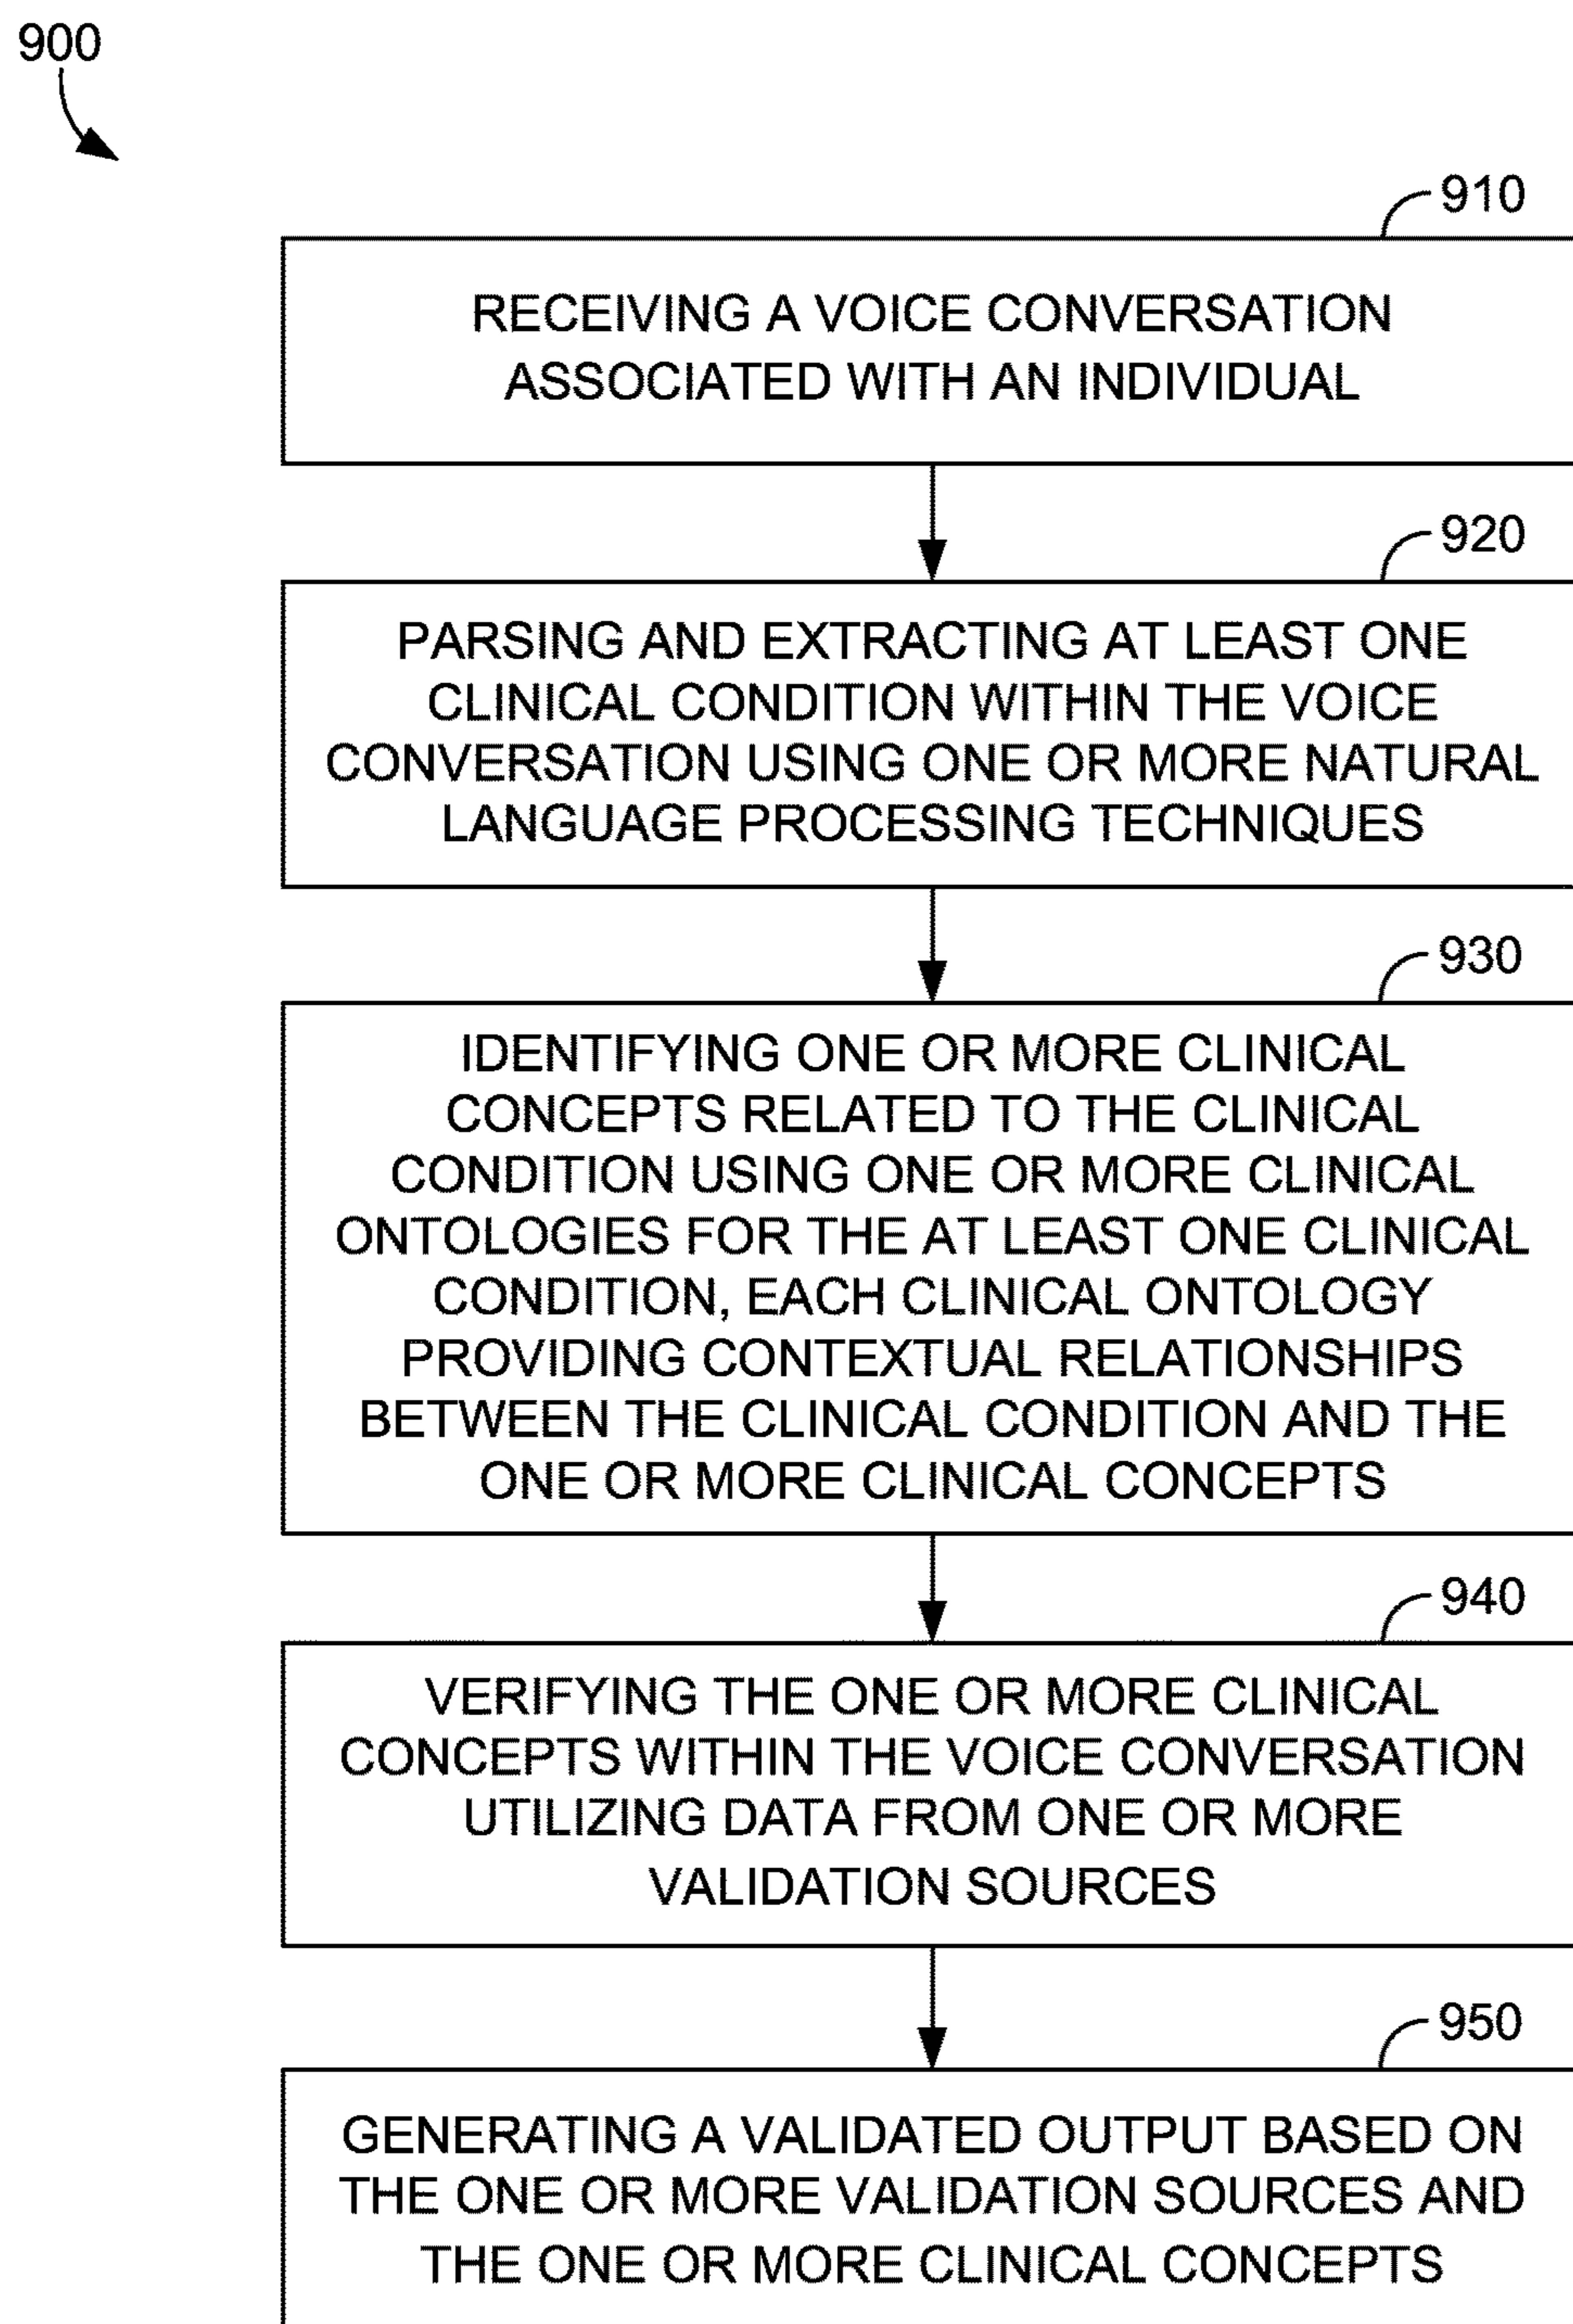 900
910
RECEIVING A VOICE CONVERSATION
ASSOCIATED WITH AN INDIVIDUAL
920
PARSING AND EXTRACTING AT LEAST ONE
CLINICAL CONDITION WITHIN THE VOICE
CONVERSATION USING ONE OR MORE NATURAL
LANGUAGE PROCESSING TECHNIQUES
930
IDENTIFYING ONE OR MORE CLINICAL
CONCEPTS RELATED TO THE CLINICAL
CONDITION USING ONE OR MORE CLINICAL
ONTOLOGIES FOR THE AT LEAST ONE CLINICAL
CONDITION, EACH CLINICAL ONTOLOGY
PROVIDING CONTEXTUAL RELATIONSHIPS
BETWEEN THE CLINICAL CONDITION AND THE
ONE OR MORE CLINICAL CONCEPTS
940
VERIFYING THE ONE OR MORE CLINICAL
CONCEPTS WITHIN THE VOICE CONVERSATION
UTILIZING DATA FROM ONE OR MORE
VALIDATION SOURCES
950
GENERATING A VALIDATED OUTPUT BASED ON
THE ONE OR MORE VALIDATION SOURCES AND
THE ONE OR MORE CLINICAL CONCEPTS